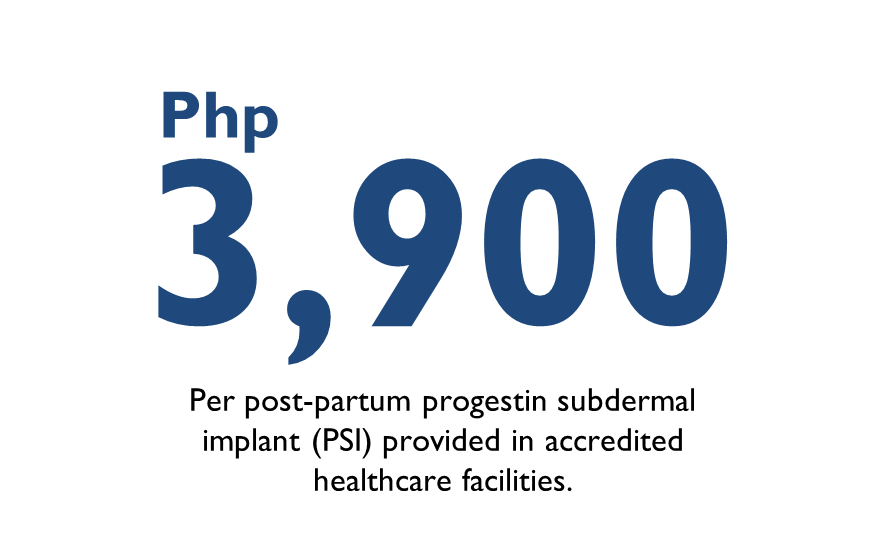 Php
3,900
Per post-partum progestin subdermal
implant (PSI) provided in accredited
healthcare facilities.